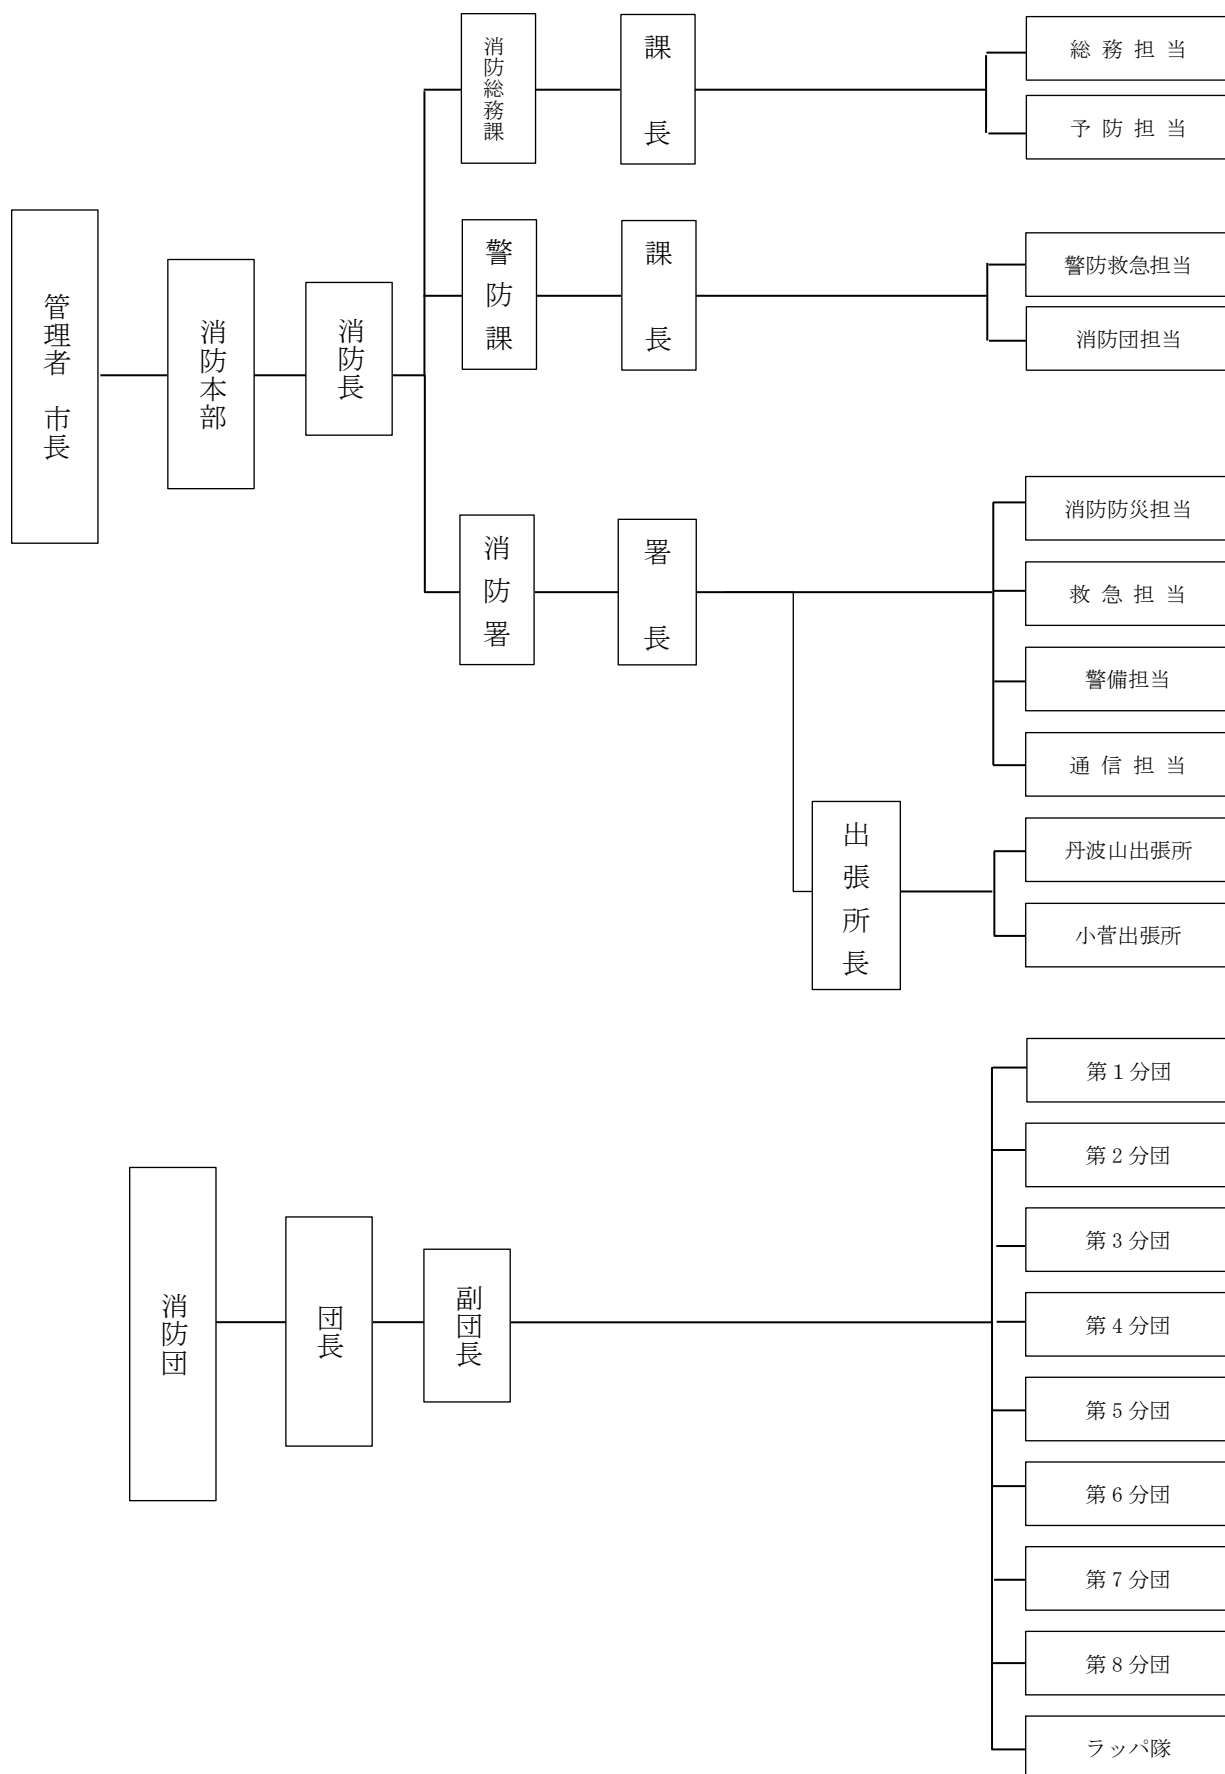 管理者 市長
消防本部
消防長
消防総務課
課長
総務担当
予防担当
警防課
課長
警防救急担当
消防団担当
消防署
署長
消防防災担当
救急担当
警備担当
通信担当
出張所長
丹波山出張所
小菅出張所
消防団
団長
副団長
第1分団
第2分団
第3分団
第4分団
第5分団
第6分団
第7分団
第8分団
ラッパ隊